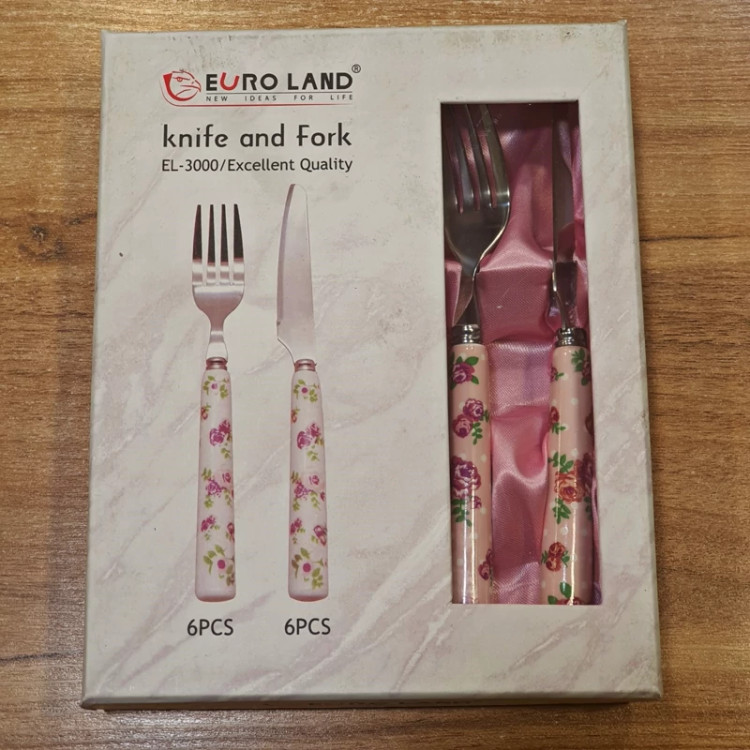 EURO LAND®
NEW IDEAS FOR LIFE
knife and Fork
EL-3000/Excellent Quality
6PCS 6PCS